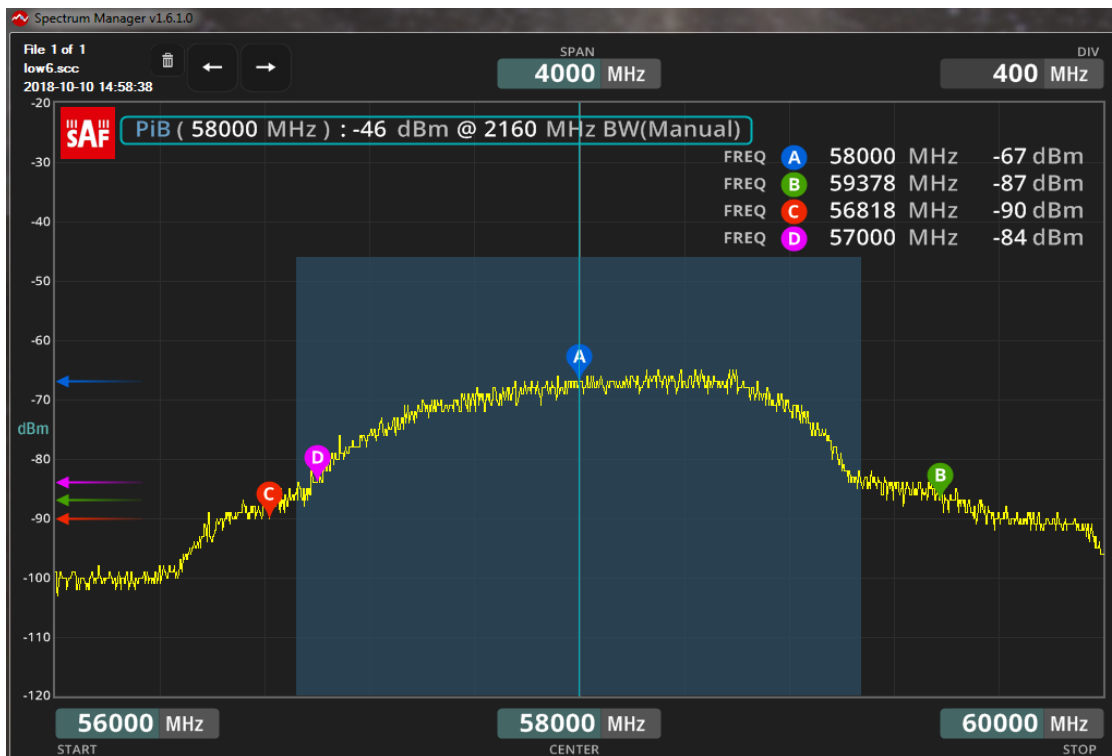 Spectrum Manager v1.6.1.0
File 1 of 1
low6.scc
2018-10-10 14:58:38
SPAN
4000 MHz
DIV
400 MHz
SAF
PiB ( 58000 MHz ) : -46 dBm @ 2160 MHz BW(Manual)
FREQ A 58000 MHz -67 dBm
FREQ B 59378 MHz -87 dBm
FREQ C 56818 MHz -90 dBm
FREQ D 57000 MHz -84 dBm
-20
-30
-40
-50
-60
-70
dBm
-80
-90
-100
-110
-120
A
D
C
B
56000 MHz
START
58000 MHz
CENTER
60000 MHz
STOP